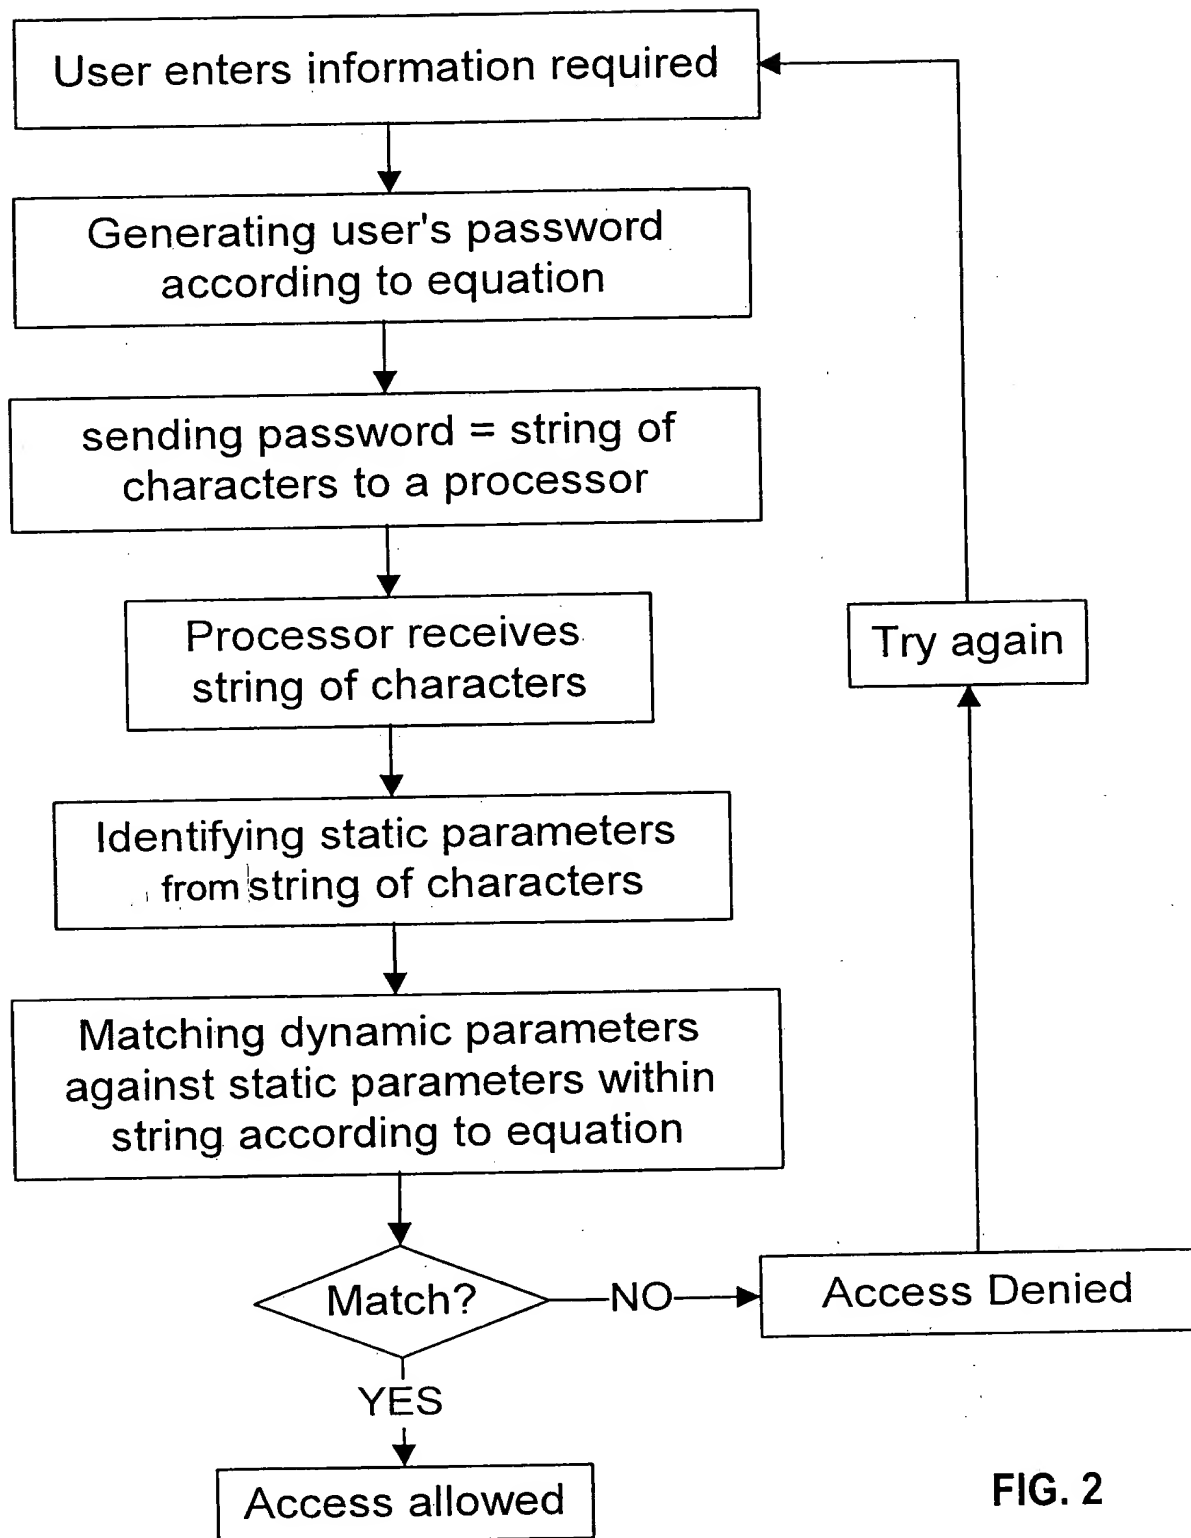 User enters information required
Generating user's password
according to equation
sending password = string of
characters to a processor
Processor receives
string of characters
Try again
Identifying static parameters
from string of characters
Matching dynamic parameters
against static parameters within
string according to equation
Match?
NO
Access Denied
YES
Access allowed
FIG. 2